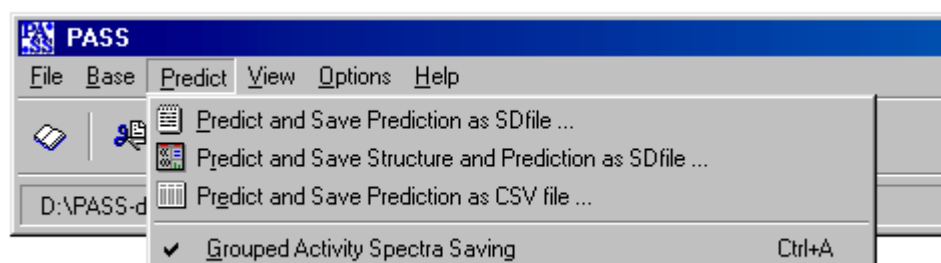 PASS
File Base Predict View Options Help
Predict and Save Prediction as SDfile ...
Predict and Save Structure and Prediction as SDfile ...
Predict and Save Prediction as CSV file ...
D:\PASS-d
Grouped Activity Spectra Saving Ctrl+A